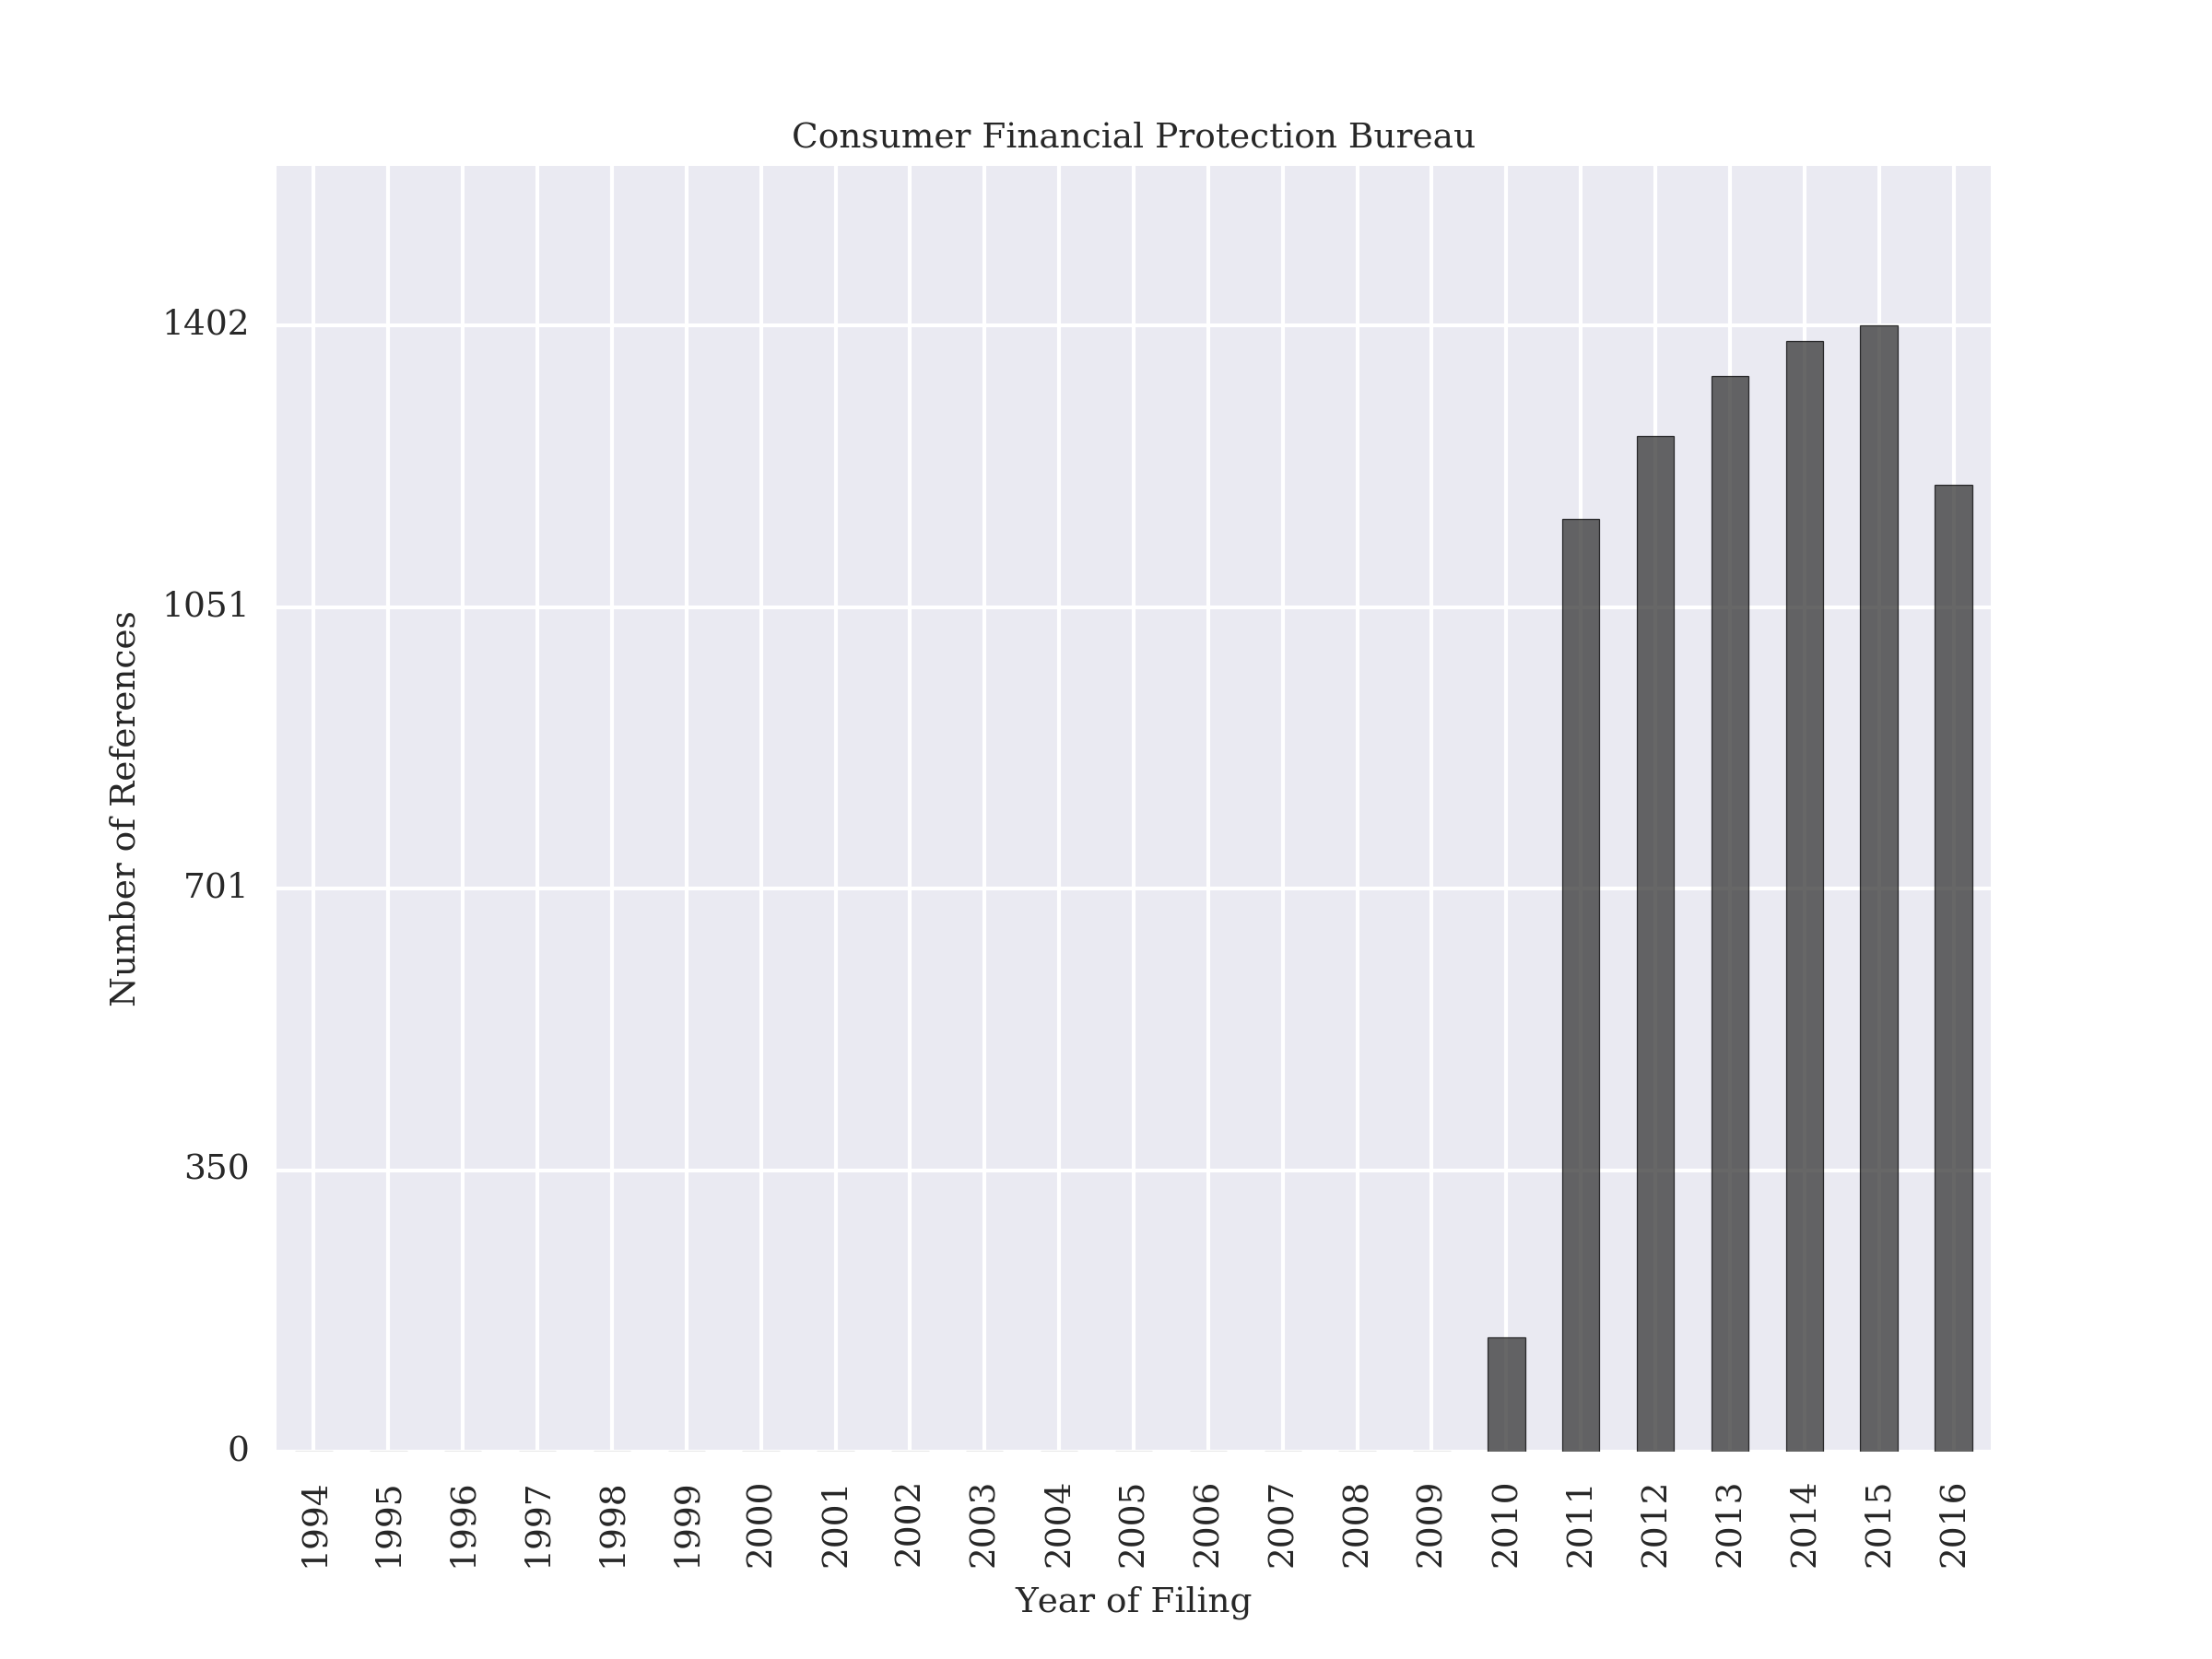 Consumer Financial Protection Bureau
1402
1051
701
350
0
Number of References
1994 1995 1996 1997 1998 1999 2000 2001 2002 2003 2004 2005 2006 2007 2008 2009 2010 2011 2012 2013 2014 2015 2016
Year of Filing